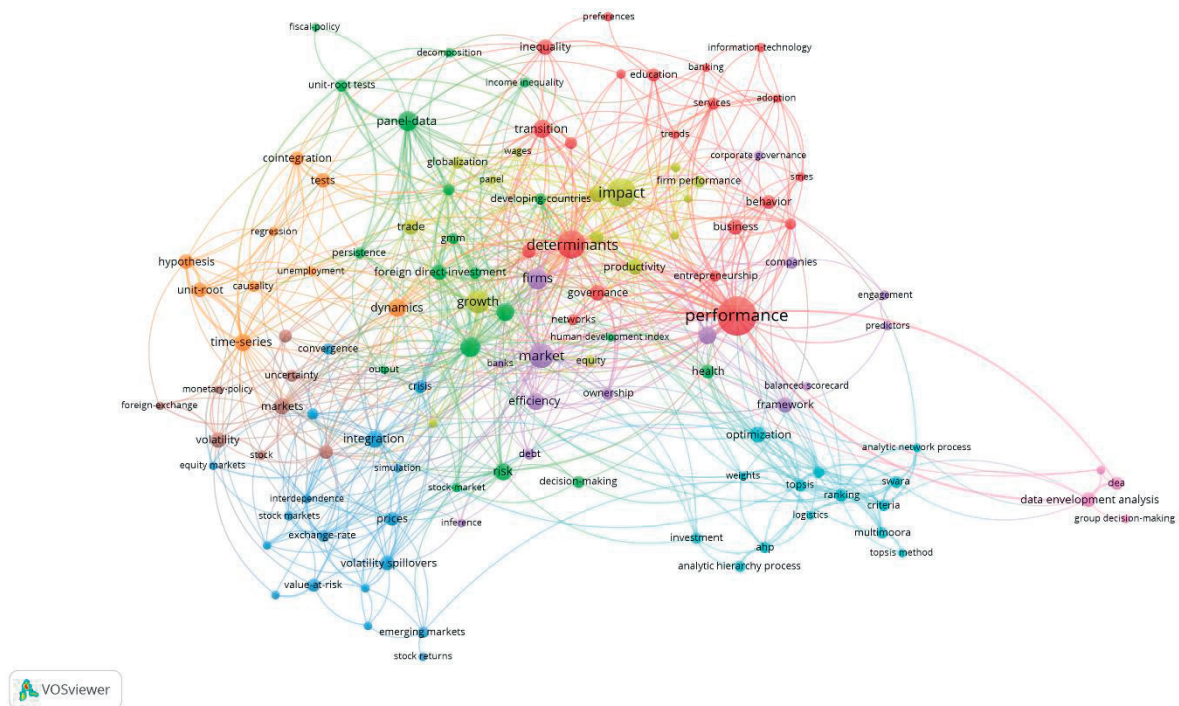 preferences
fiscal-policy
inequality
information-technology
decomposition
banking
education
unit-root tests
income inequality
services
adoption
panel-data
transition
trends
wages
corporate governance
cointegration
globalization
panel
smes
tests
firm performance
impact
developing-countries
behavior
trade
business
regression
gmm
determinants
persistence
companies
hypothesis
unemployment
foreign direct-investment
productivity
entrepreneurship
causality
firms
unit-root
governance
engagement
growth
dynamics
performance
networks
predictors
human development index
time-series
convergence
market
banks
equity
output
health
uncertainty
crisis
monetary-policy
balanced scorecard
ownership
foreign-exchange
markets
efficiency
framework
volatility
integration
optimization
analytic network process
stock
debt
equity markets
simulation
risk
weights
topsis
swara
dea
decision-making
stock-market
ranking
interdependence
criteria
data envelopment analysis
logistics
stock markets
prices
inference
group decision-making
exchange-rate
investment
multimoora
ahp
topsis method
volatility spillovers
analytic hierarchy process
value-at-risk
emerging markets
stock returns
VOSviewer